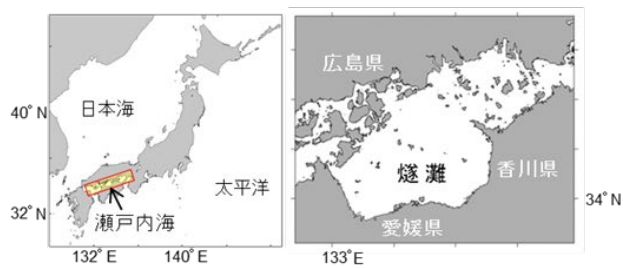 日本海
40° N
太平洋
32° N
瀬戸内海
132° E
140° E
広島県
燧灘
香川県
34° N
愛媛県
133° E